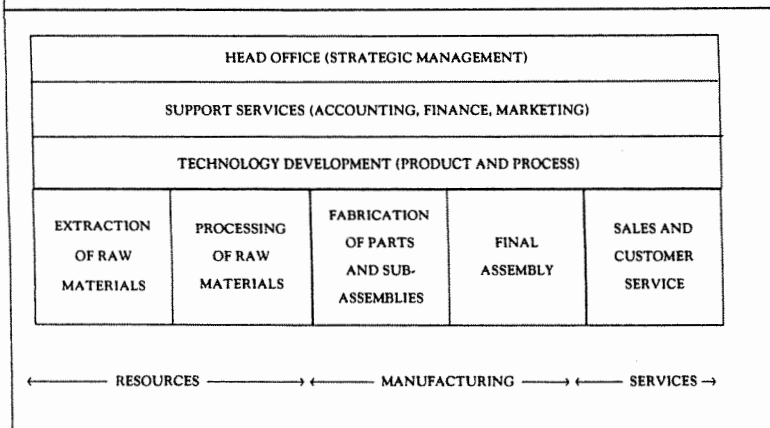 HEAD OFFICE (STRATEGIC MANAGEMENT)
SUPPORT SERVICES (ACCOUNTING, FINANCE, MARKETING)
TECHNOLOGY DEVELOPMENT (PRODUCT AND PROCESS)
EXTRACTION
OF RAW
MATERIALS
PROCESSING
OF RAW
MATERIALS
FABRICATION
OF PARTS
AND SUB-
ASSEMBLIES
FINAL
ASSEMBLY
SALES AND
CUSTOMER
SERVICE
RESOURCES
MANUFACTURING
SERVICES